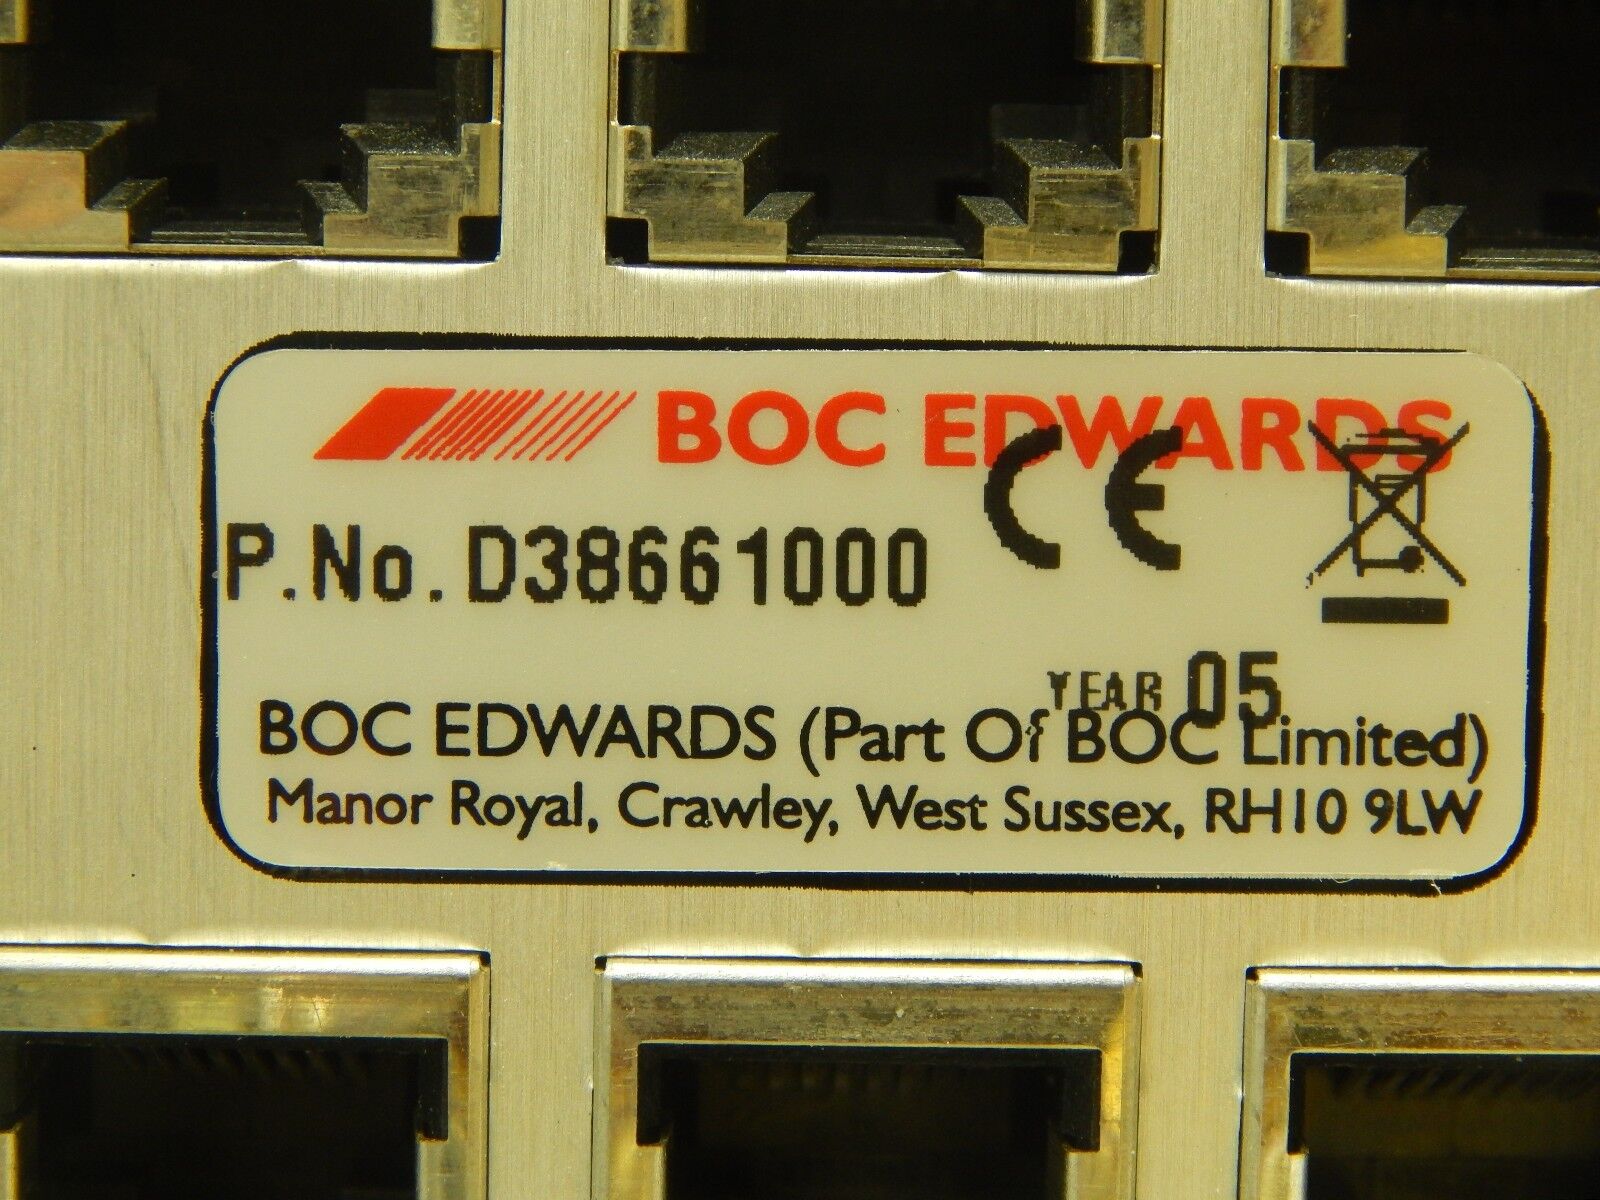 BOC EDWARDS
CE
P.No. D38661000
YEAR 05
BOC EDWARDS (Part Of BOC Limited)
Manor Royal, Crawley, West Sussex, RH10 9LW